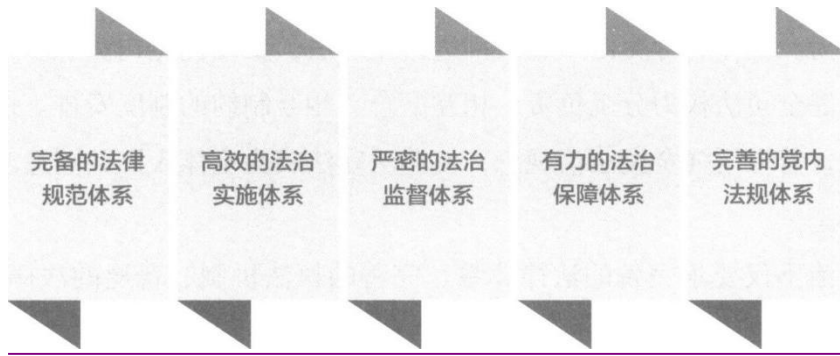 完备的法律
规范体系
高效的法治
实施体系
严密的法治
监督体系
有力的法治
保障体系
完善的党内
法规体系